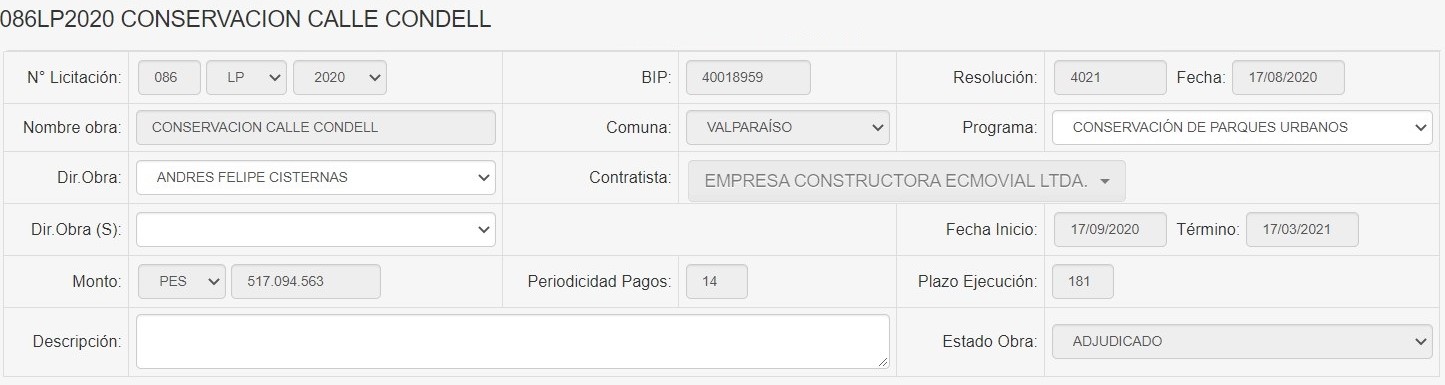 086LP2020 CONSERVACION CALLE CONDELL
N° Licitación: 086 LP 2020 BIP: 40018959 Resolución: 4021 Fecha: 17/08/2020
Nombre obra: CONSERVACION CALLE CONDELL Comuna: VALPARAÍSO Programa: CONSERVACIÓN DE PARQUES URBANOS
Dir.Obra: ANDRES FELIPE CISTERNAS Contratista: EMPRESA CONSTRUCTORA ECMOVIAL LTDA.
Dir.Obra (S): Fecha Inicio: 17/09/2020 Término: 17/03/2021
Monto: PES 517.094.563 Periodicidad Pagos: 14 Plazo Ejecución: 181
Descripción: Estado Obra: ADJUDICADO